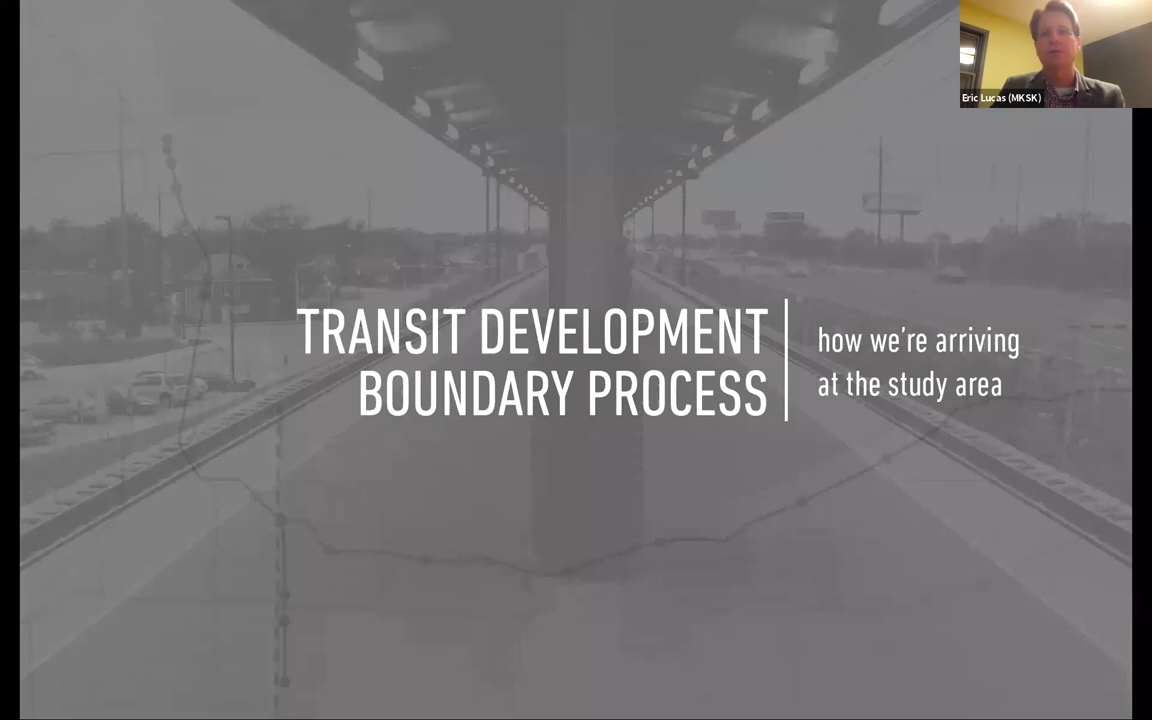 Eric Lucas (MKSK)
TRANSIT DEVELOPMENT
BOUNDARY PROCESS
how we're arriving
at the study area